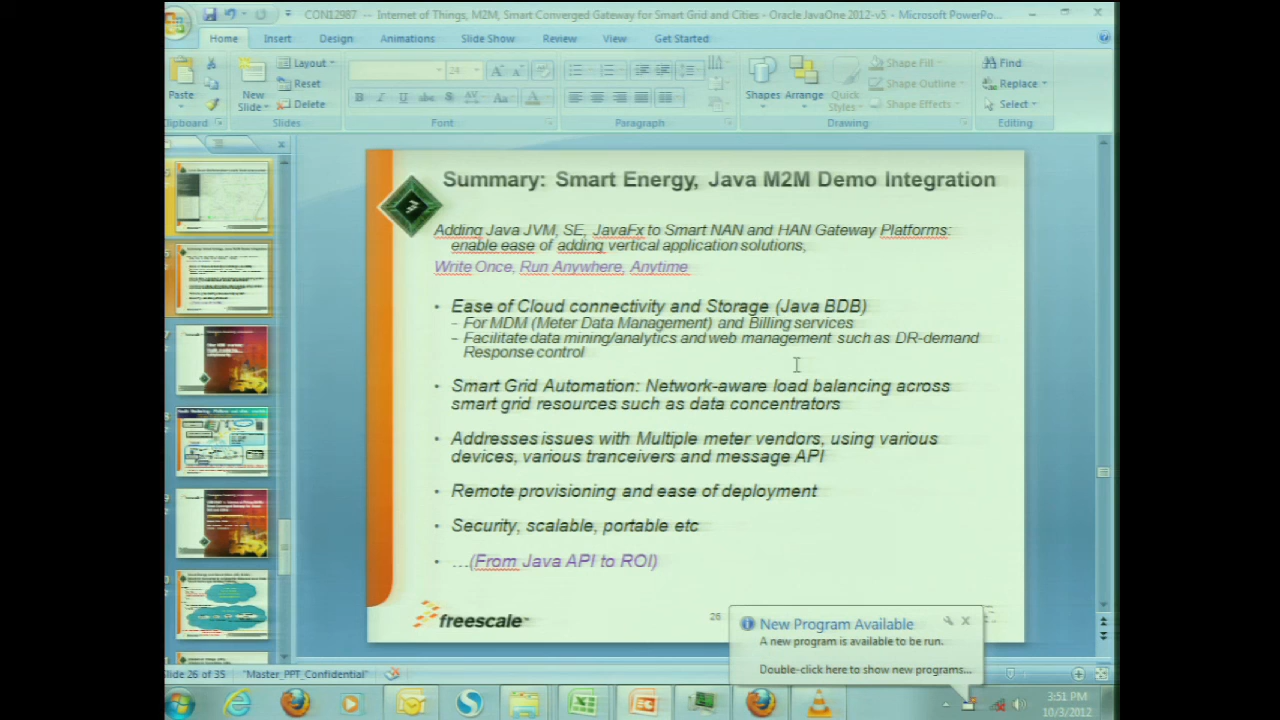 CON12987 -- Internet of Things, M2M, Smart Converged Gateway for Smart Grid and Cities - Oracle JavaOne 2012-v5 - Microsoft PowerPo...
Home Insert Design Animations Slide Show Review View Get Started
Paste
New Slide
Layout
Reset
Delete
24
B I U abc S AV Aa A
Shapes Arrange Quick Styles
Shape Fill
Shape Outline
Shape Effects
Find
Replace
Select
Clipboard Slides Font Paragraph Drawing Editing
Summary: Smart Energy, Java M2M Demo Integration
Adding Java JVM, SE, JavaFx to Smart NAN and HAN Gateway Platforms:
enable ease of adding vertical application solutions,
Write Once, Run Anywhere, Anytime
• Ease of Cloud connectivity and Storage (Java BDB)
– For MDM (Meter Data Management) and Billing services
– Facilitate data mining/analytics and web management such as DR-demand
Response control
• Smart Grid Automation: Network-aware load balancing across
smart grid resources such as data concentrators
• Addresses issues with Multiple meter vendors, using various
devices, various tranceivers and message API
• Remote provisioning and ease of deployment
• Security, scalable, portable etc
• …(From Java API to ROI)
freescale™
26
New Program Available
A new program is available to be run.
Double-click here to show new programs...
Slide 26 of 35 "Master_PPT_Confidential"
3:51 PM
10/3/2012